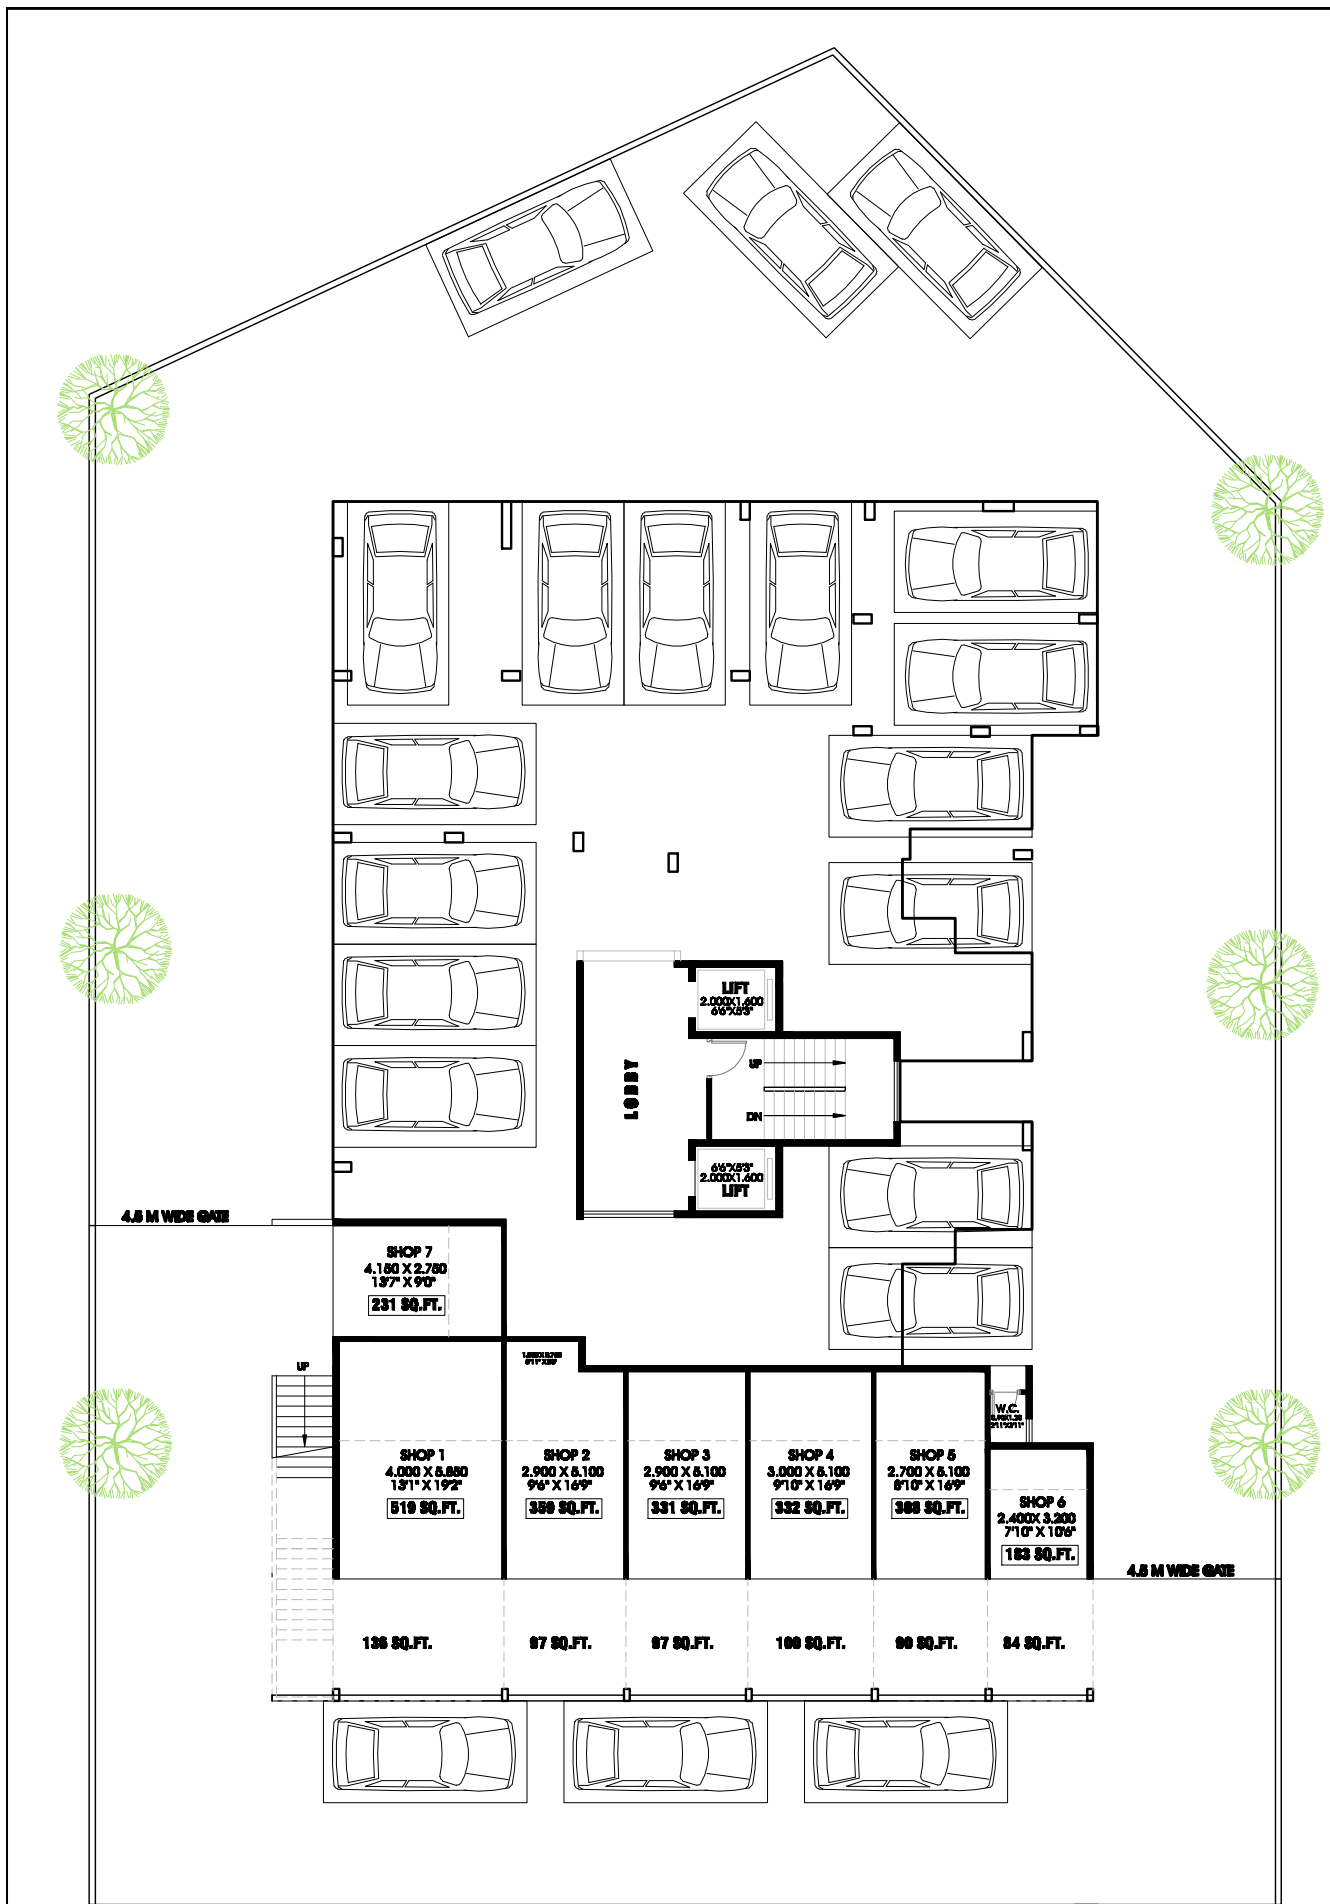 LIFT
2.000X1.600
6'6"X5'3"
LOBBY
UP
DN
6'6"X5'3"
2.000X1.600
LIFT
4.5 M WIDE GATE
SHOP 7
4.150 X 2.750
13'7" X 9'0"
231 SQ.FT.
UP
W.C.
SHOP 1
4.000 X 5.850
13'1" X 19'2"
519 SQ.FT.
SHOP 2
2.900 X 5.100
9'6" X 16'9"
359 SQ.FT.
SHOP 3
2.900 X 5.100
9'6" X 16'9"
331 SQ.FT.
SHOP 4
3.000 X 5.100
9'10" X 16'9"
332 SQ.FT.
SHOP 5
2.700 X 5.100
8'10" X 16'9"
SQ.FT.
SHOP 6
2.400X 3.200
7'10" X 10'6"
183 SQ.FT.
4.5 M WIDE GATE
136 SQ.FT.
97 SQ.FT.
97 SQ.FT.
100 SQ.FT.
90 SQ.FT.
84 SQ.FT.